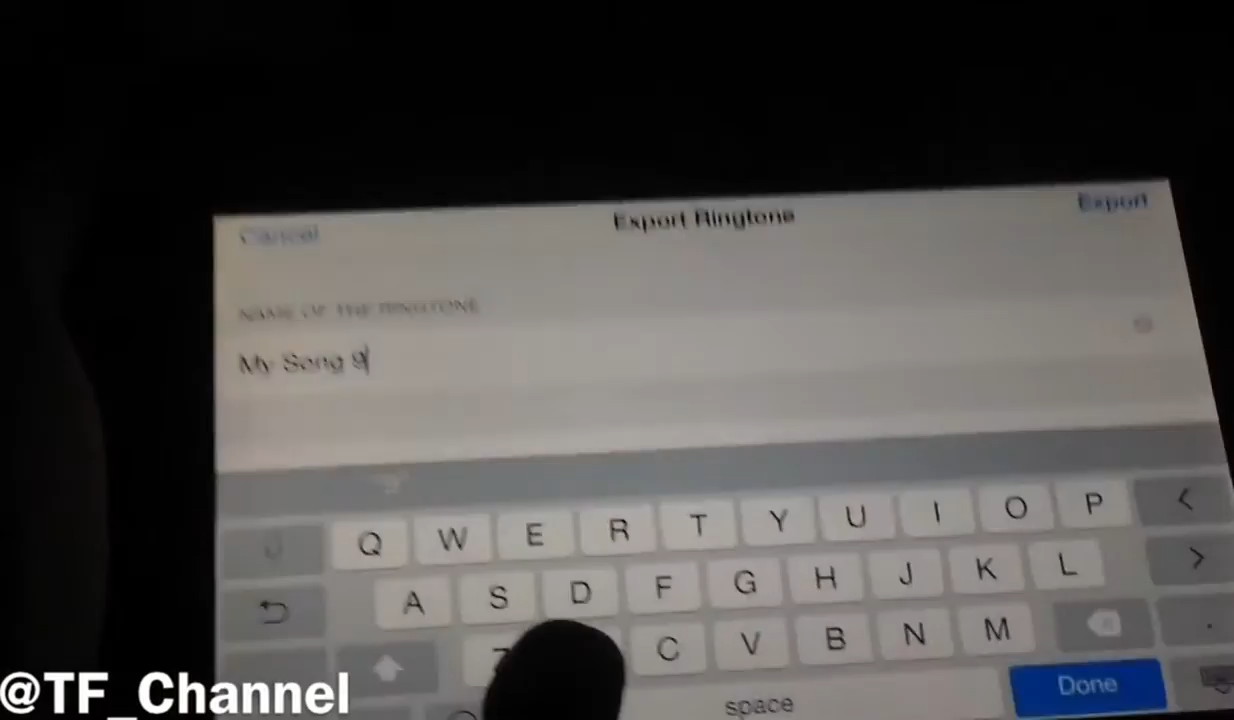 Cancel Export Ringtone Export
NAME OF THE RINGTONE
My Song 9
Q W E R T Y U I O P <
A S D F G H J K L >
Z C V B N M .
space Done
@TF_Channel